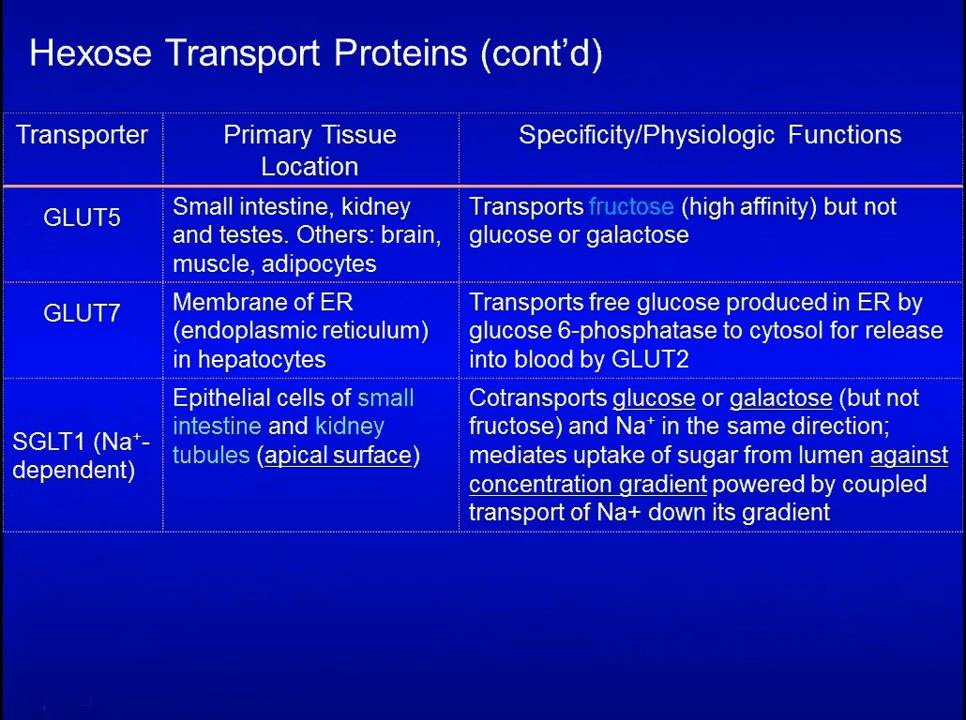 Hexose Transport Proteins (cont’d)
Transporter
Primary Tissue
Location
Specificity/Physiologic Functions
GLUT5
Small intestine, kidney
and testes. Others: brain,
muscle, adipocytes
Transports fructose (high affinity) but not
glucose or galactose
GLUT7
Membrane of ER
(endoplasmic reticulum)
in hepatocytes
Transports free glucose produced in ER by
glucose 6-phosphatase to cytosol for release
into blood by GLUT2
SGLT1 (Na⁺-
dependent)
Epithelial cells of small
intestine and kidney
tubules (apical surface)
Cotransports glucose or galactose (but not
fructose) and Na⁺ in the same direction;
mediates uptake of sugar from lumen against
concentration gradient powered by coupled
transport of Na+ down its gradient